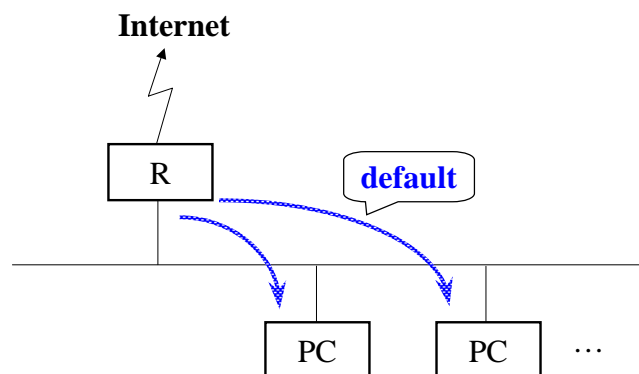 Internet
R
default
PC
PC
…